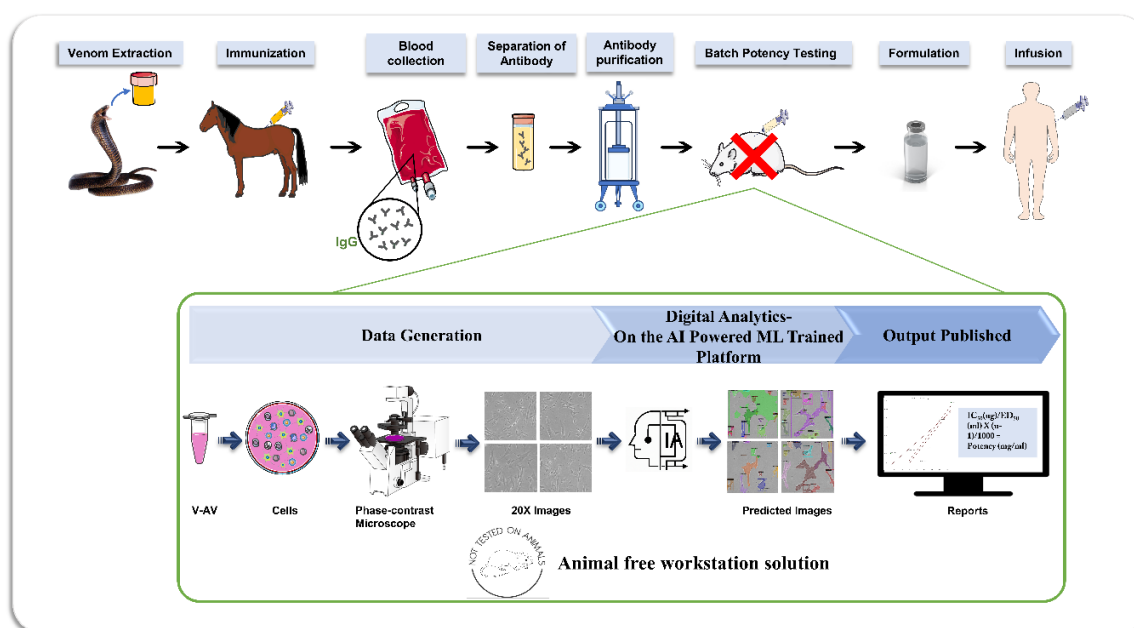 Venom Extraction
Immunization
Blood
collection
Separation of
Antibody
Antibody
purification
Batch Potency Testing
Formulation
Infusion
IgG
Data Generation
Digital Analytics-
On the AI Powered ML Trained
Platform
Output Published
IA
IC₅₀(ng)/ED₅₀
(ml) X (n-
1)/1000 =
Potency (mg/ml)
V-AV
Cells
Phase-contrast
Microscope
20X Images
Predicted Images
Reports
NOT TESTED ON ANIMALS
Animal free workstation solution